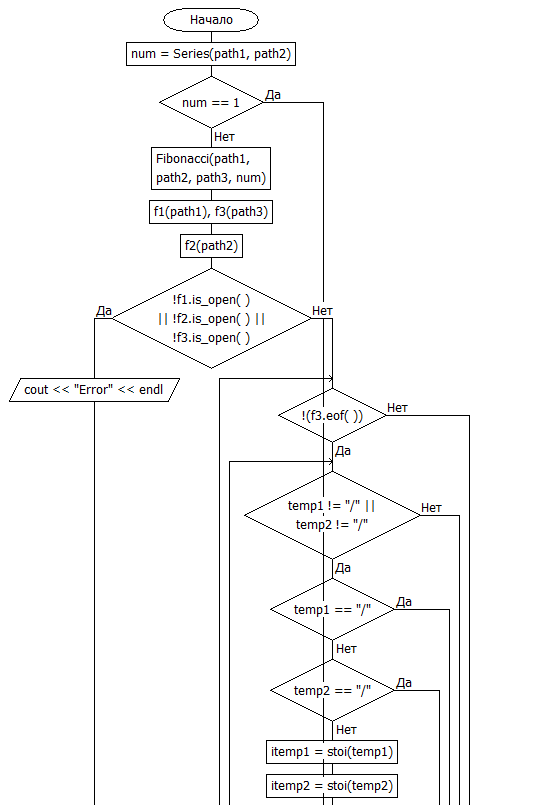 Начало
num = Series(path1, path2)
num == 1
Да
Нет
Fibonacci(path1,
path2, path3, num)
f1(path1), f3(path3)
f2(path2)
!f1.is_open( )
|| !f2.is_open( ) ||
!f3.is_open( )
Да
Нет
cout << "Error" << endl
!(f3.eof( ))
Нет
Да
temp1 != "/" ||
temp2 != "/"
Нет
Да
temp1 == "/"
Да
Нет
temp2 == "/"
Да
Нет
itemp1 = stoi(temp1)
itemp2 = stoi(temp2)